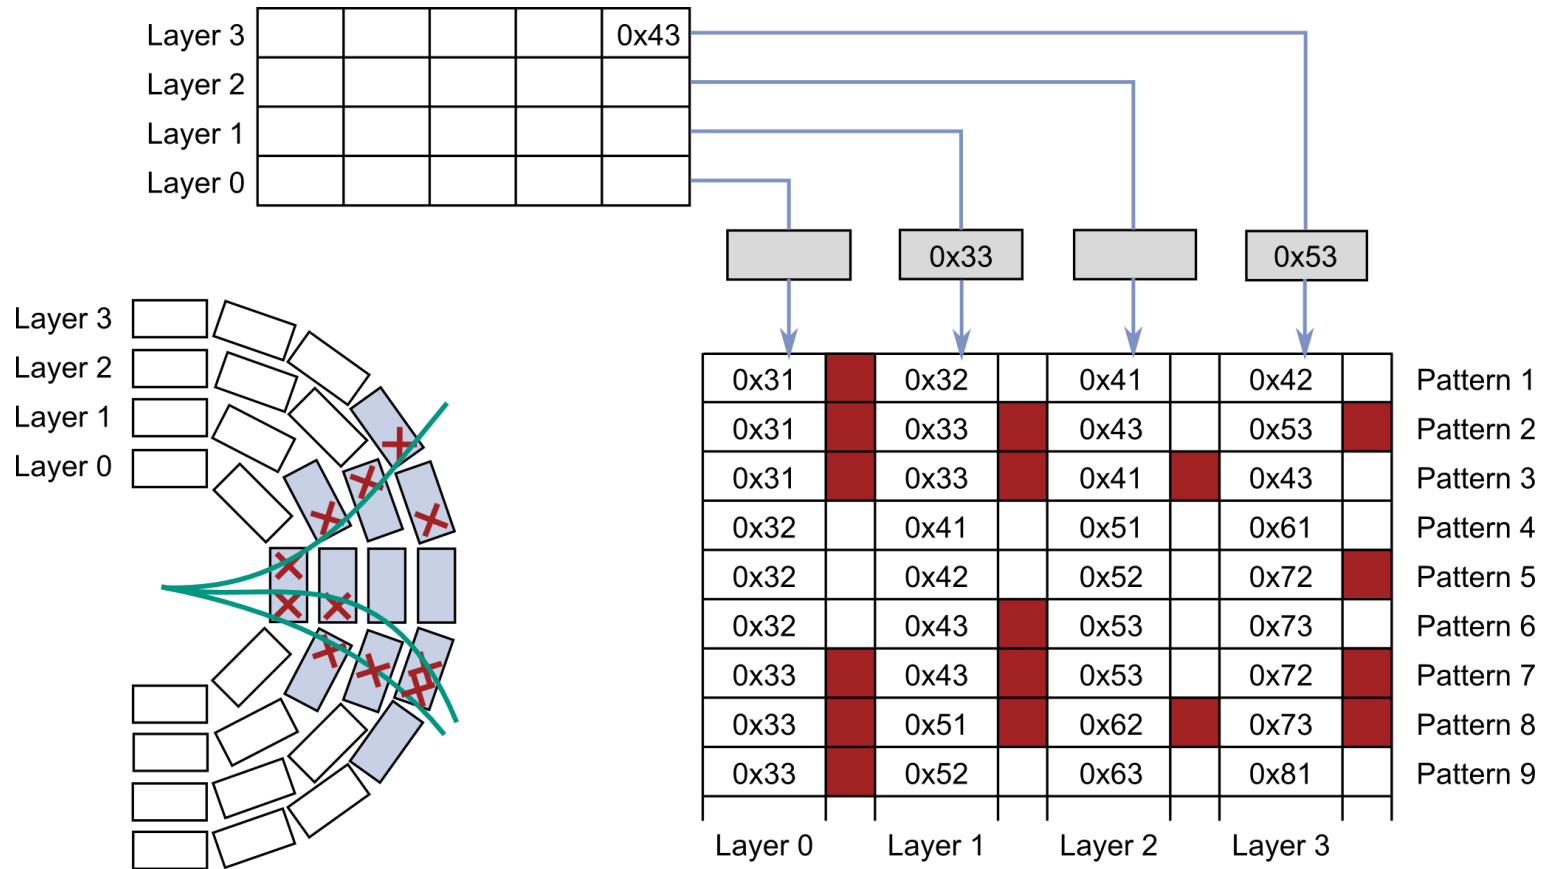 Layer 3 0x43
Layer 2
Layer 1
Layer 0
0x33 0x53
Layer 3
Layer 2
Layer 1
Layer 0
0x31 0x32 0x41 0x42 Pattern 1
0x31 0x33 0x43 0x53 Pattern 2
0x31 0x33 0x41 0x43 Pattern 3
0x32 0x41 0x51 0x61 Pattern 4
0x32 0x42 0x52 0x72 Pattern 5
0x32 0x43 0x53 0x73 Pattern 6
0x33 0x43 0x53 0x72 Pattern 7
0x33 0x51 0x62 0x73 Pattern 8
0x33 0x52 0x63 0x81 Pattern 9
Layer 0 Layer 1 Layer 2 Layer 3